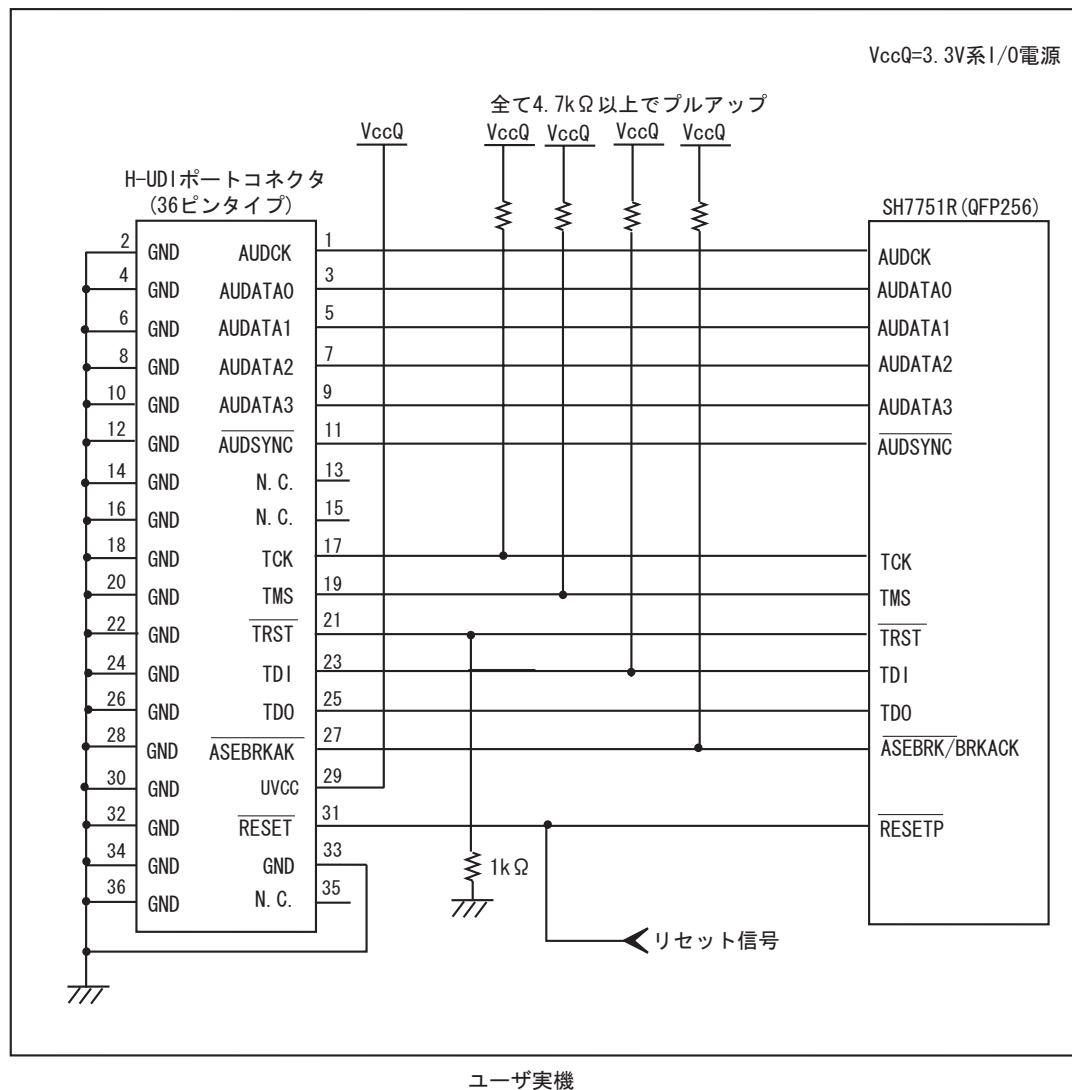 VccQ=3.3V系I/O電源
全て4.7kΩ以上でプルアップ
VccQ VccQ VccQ VccQ VccQ
H-UDIポートコネクタ
(36ピンタイプ)
SH7751R(QFP256)
2 GND AUDCK 1 AUDCK
4 GND AUDATA0 3 AUDATA0
6 GND AUDATA1 5 AUDATA1
8 GND AUDATA2 7 AUDATA2
10 GND AUDATA3 9 AUDATA3
12 GND AUDSYNC 11 AUDSYNC
14 GND N.C. 13
16 GND N.C. 15
18 GND TCK 17 TCK
20 GND TMS 19 TMS
22 GND TRST 21 TRST
24 GND TDI 23 TDI
26 GND TDO 25 TDO
28 GND ASEBRKAK 27 ASEBRK/BRKACK
30 GND UVCC 29
32 GND RESET 31 RESETP
34 GND GND 33
1kΩ
36 GND N.C. 35
リセット信号
ユーザ実機